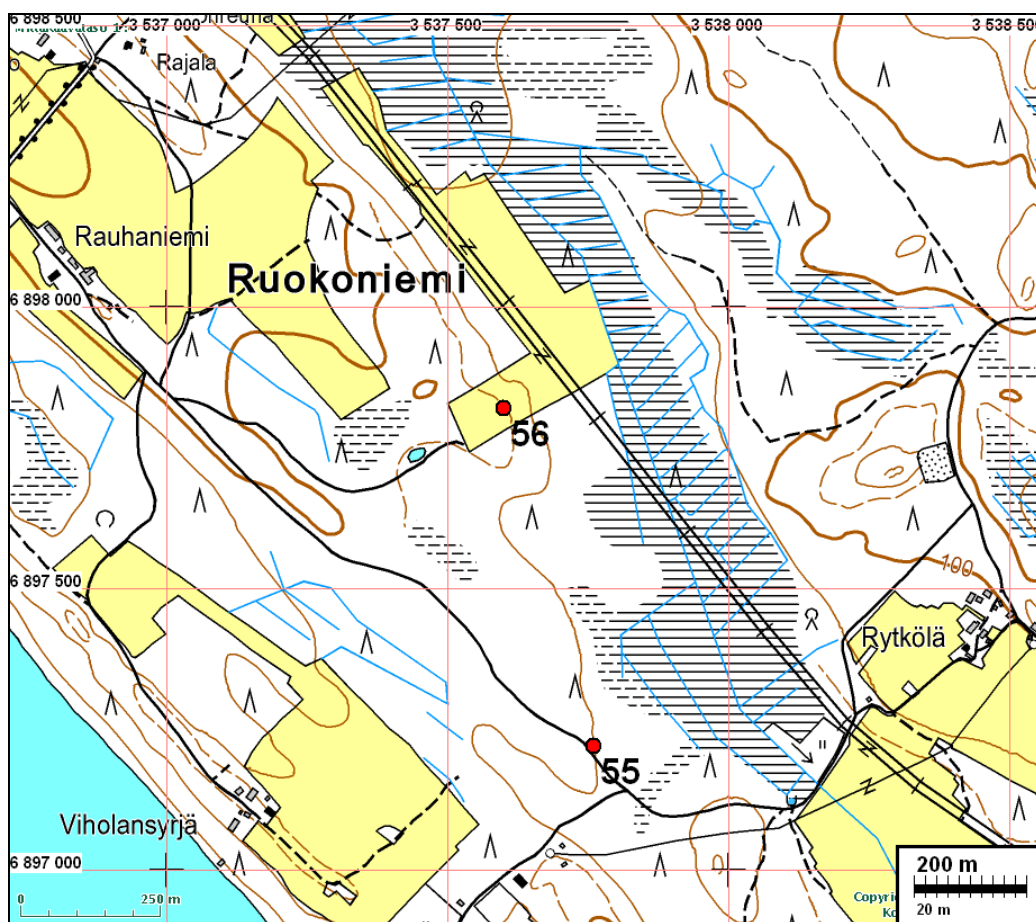 6 898 500
3 537 000
3 537 500
3 538 000
3 538 500
Rajala
Rauhaniemi
Ruokoniemi
6 898 000
56
6 897 500
100
Rytkölä
55
Viholansyrjä
6 897 000
200 m
20 m
0 250 m